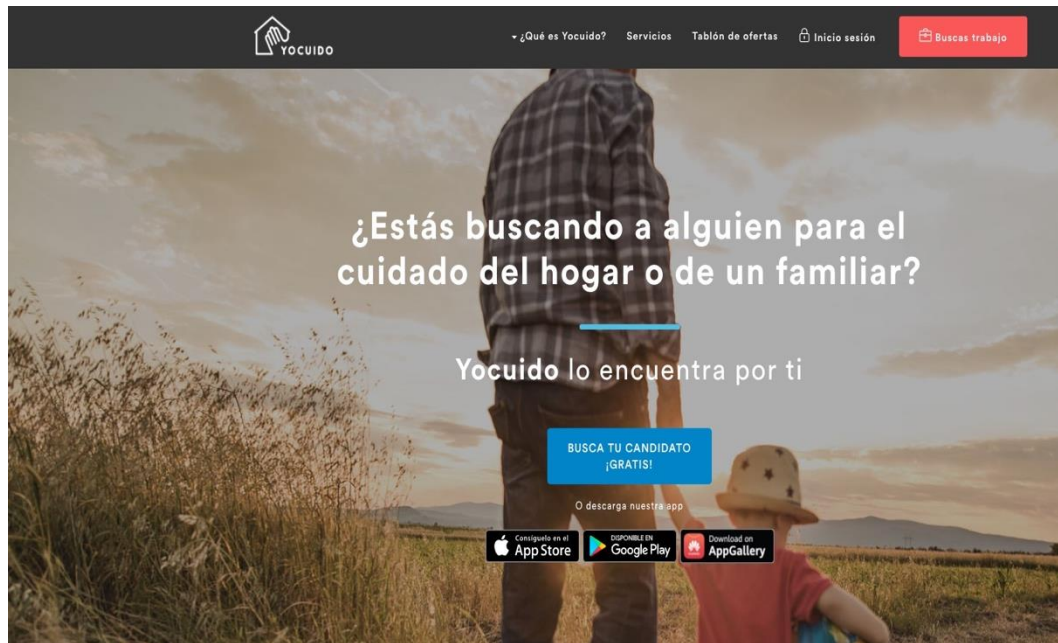 YOCUIDO
¿Qué es Yocuido? Servicios Tablón de ofertas Inicio sesión Buscas trabajo
¿Estás buscando a alguien para el
cuidado del hogar o de un familiar?
Yocuido lo encuentra por ti
BUSCA TU CANDIDATO
¡GRATIS!
O descarga nuestra app
Consíguelo en el
App Store
DISPONIBLE EN
Google Play
Download on
AppGallery